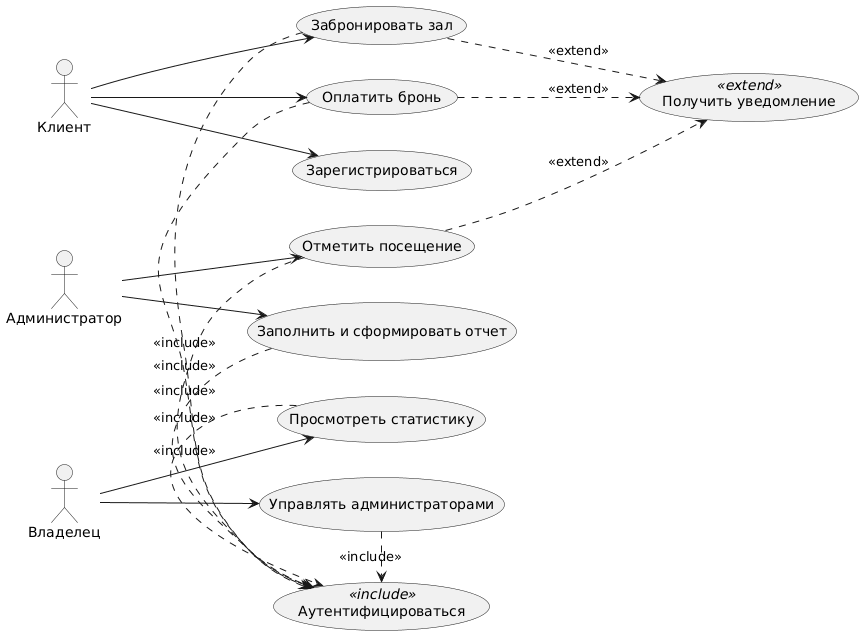 Забронировать зал
«extend»
Клиент
Оплатить бронь
«extend»
«extend»
Получить уведомление
Зарегистрироваться
«extend»
Отметить посещение
Администратор
Заполнить и сформировать отчет
«include»
«include»
«include»
«include»
«include»
Просмотреть статистику
Владелец
Управлять администраторами
«include»
«include»
Аутентифицироваться